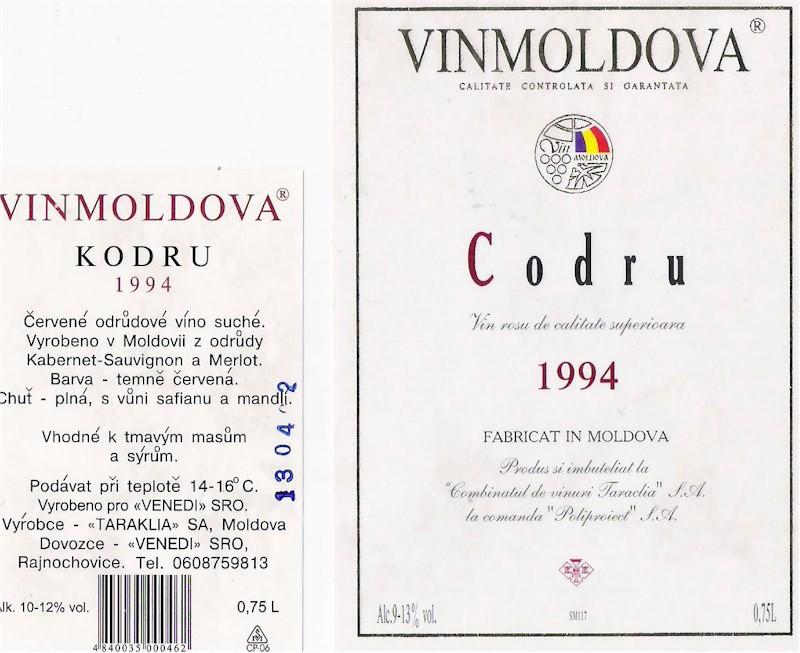 VINMOLDOVA®
KODRU
1994
Červené odrůdové víno suché.
Vyrobeno v Moldovii z odrůdy
Kabernet-Sauvignon a Merlot.
Barva - temně červená.
Chuť - plná, s vůni safianu a mandlí.
Vhodné k tmavým masům
a sýrům.
Podávat při teplotě 14-16° C.
Vyrobeno pro «VENEDI» SRO.
Vyŕobce - «TARAKLIA» SA, Moldova
Dovozce - «VENEDI» SRO,
Rajnochovice. Tel. 0608759813
Alk. 10-12% vol.
0,75 L
4 840035 000462
CP-06
VINMOLDOVA®
CALITATE CONTROLATA SI GARANTATA
Vin
MOLDOVA
Codru
Vin rosu de calitate superioara
1994
FABRICAT IN MOLDOVA
Produs si imbuteliat la
"Combinatul de vinuri Taraclia" S.A.
la comanda "Poliproiect" S.A.
Alc.9-13% vol.
SM117
0,75L